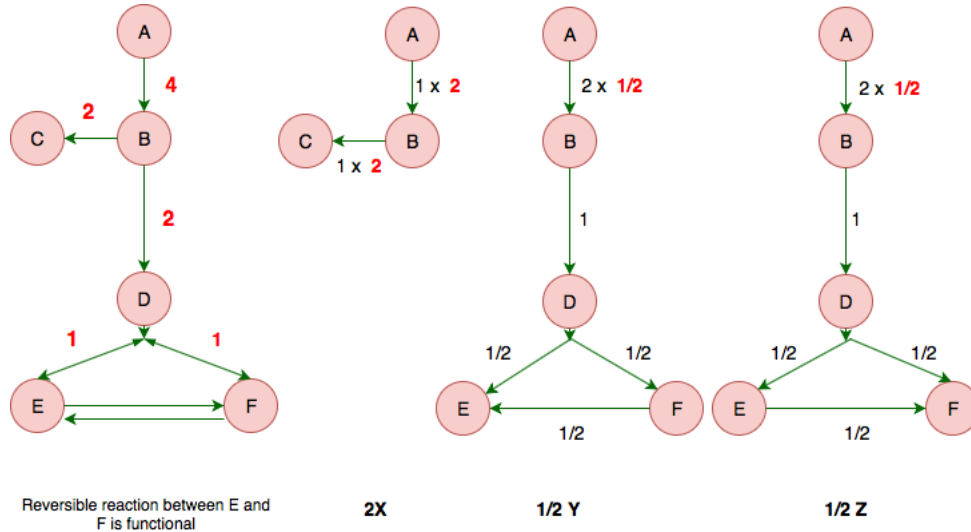 A
A
A
A
4
1 x 2
2 x 1/2
2 x 1/2
2
C
B
C
B
B
B
1 x 2
2
1
1
D
D
D
1
1
1/2
1/2
1/2
1/2
E
F
E
F
E
F
1/2
1/2
Reversible reaction between E and
F is functional
2X
1/2 Y
1/2 Z